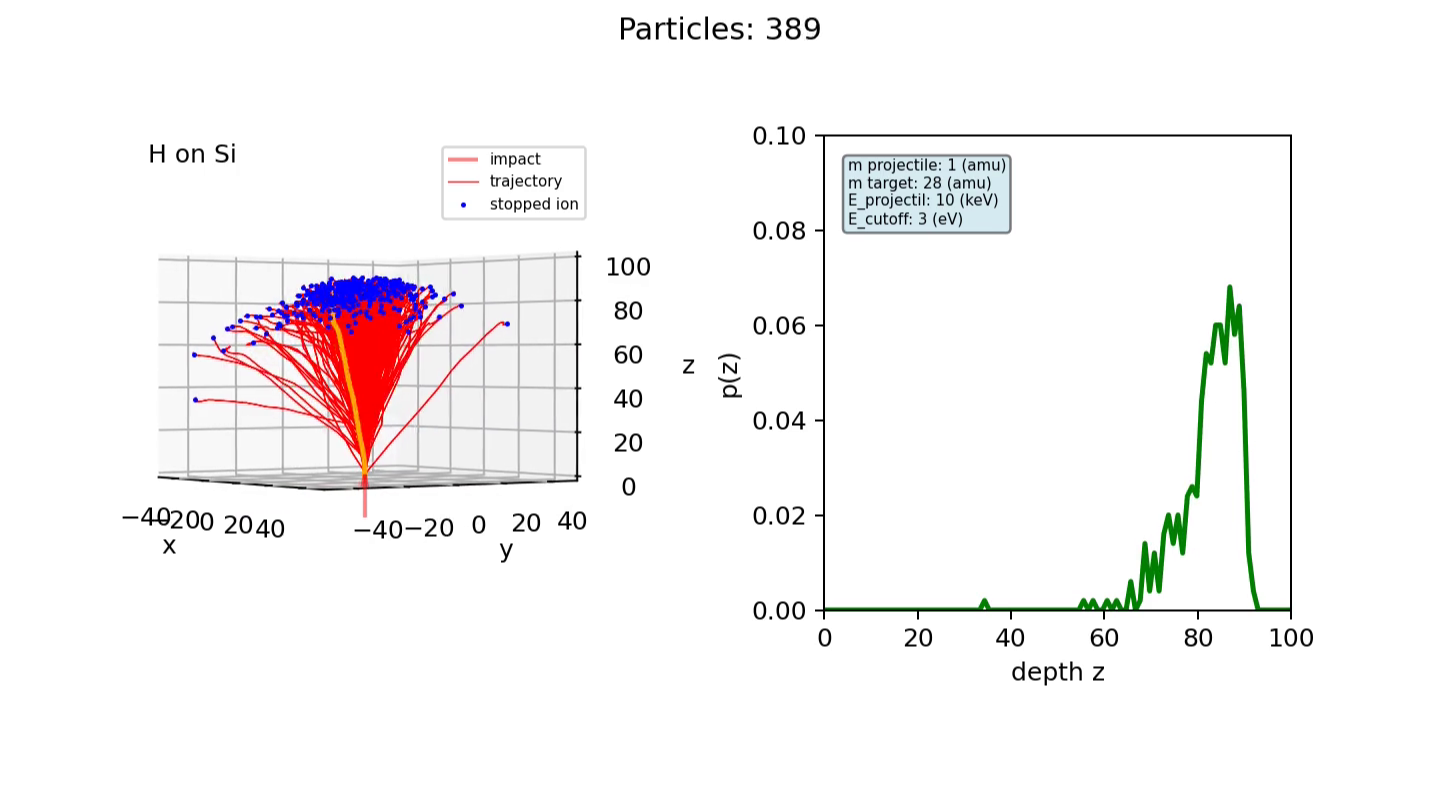 Particles: 389
H on Si
impact
trajectory
stopped ion
100
80
60
40
20
0
z
−40
−20
0
20
40
x
−40
−20
0
20
40
y
0.10
0.08
0.06
0.04
0.02
0.00
p(z)
m projectile: 1 (amu)
m target: 28 (amu)
E_projectil: 10 (keV)
E_cutoff: 3 (eV)
0
20
40
60
80
100
depth z